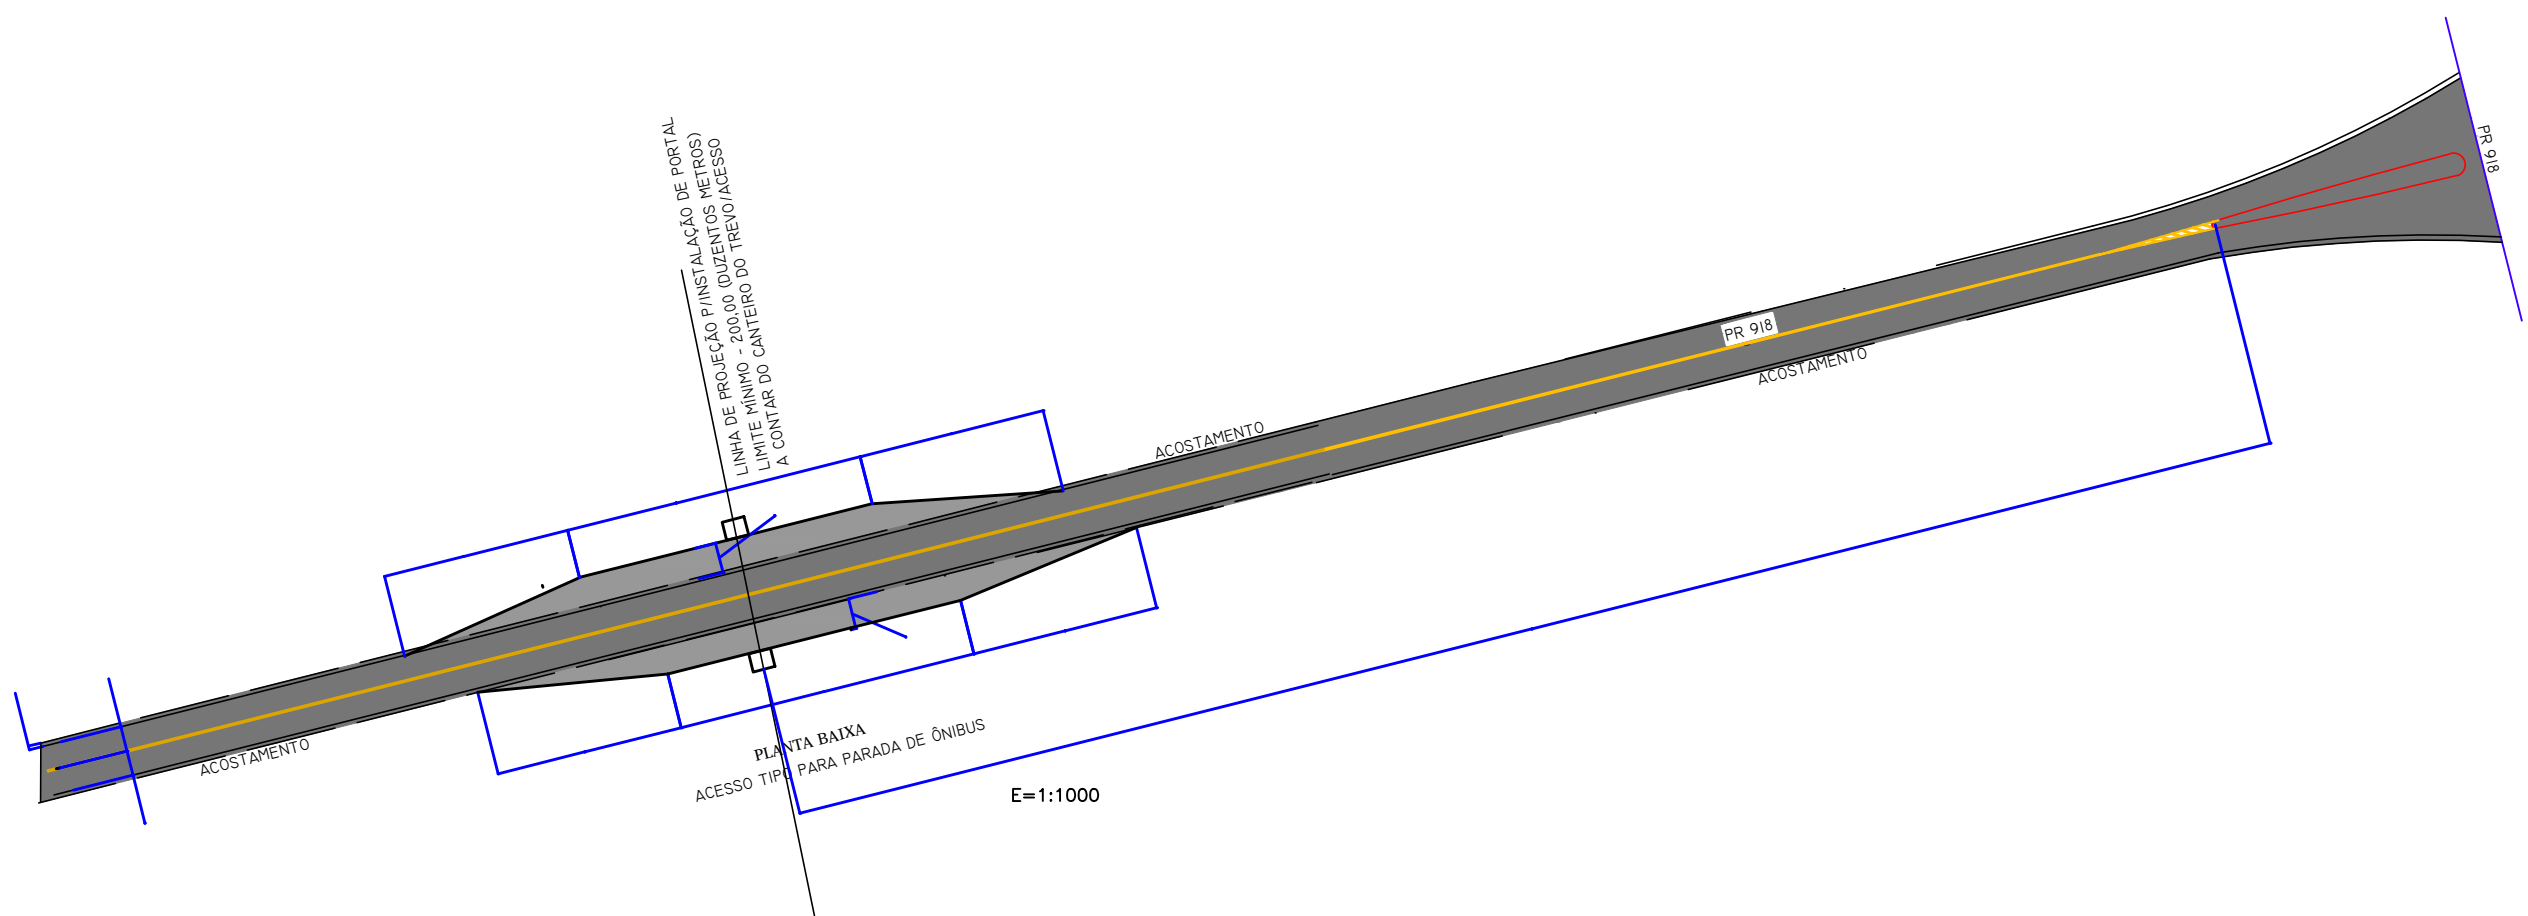 LINHA DE PROJEÇÃO P/INSTALAÇÃO DE PORTAL
LIMITE MÍNIMO - 200,00 (DUZENTOS METROS)
A CONTAR DO CANTEIRO DO TREVO/ACESSO
PR 918
PR 918
ACOSTAMENTO
ACOSTAMENTO
ACOSTAMENTO
PLANTA BAIXA
ACESSO TIPO PARA PARADA DE ÔNIBUS
E=1:1000